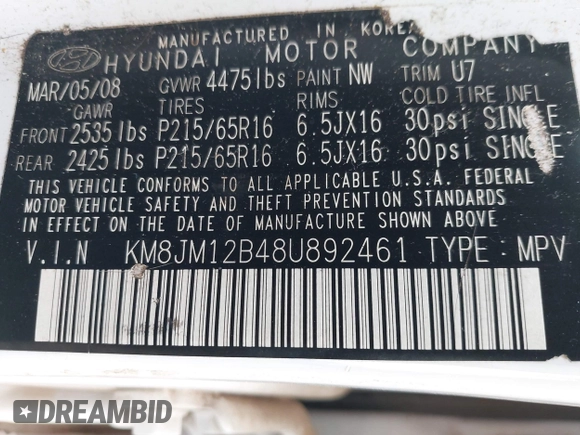 MANUFACTURED IN KOREA
HYUNDAI MOTOR COMPANY
MAR/05/08 GVWR 4475lbs PAINT NW TRIM U7
GAWR TIRES RIMS COLD TIRE INFL
FRONT 2535lbs P215/65R16 6.5JX16 30psi SINGLE
REAR 2425lbs P215/65R16 6.5JX16 30psi SINGLE
THIS VEHICLE CONFORMS TO ALL APPLICABLE U.S.A. FEDERAL
MOTOR VEHICLE SAFETY AND THEFT PREVENTION STANDARDS
IN EFFECT ON THE DATE OF MANUFACTURE SHOWN ABOVE.
V.I.N KM8JM12B48U892461 TYPE : MPV
DREAMBID